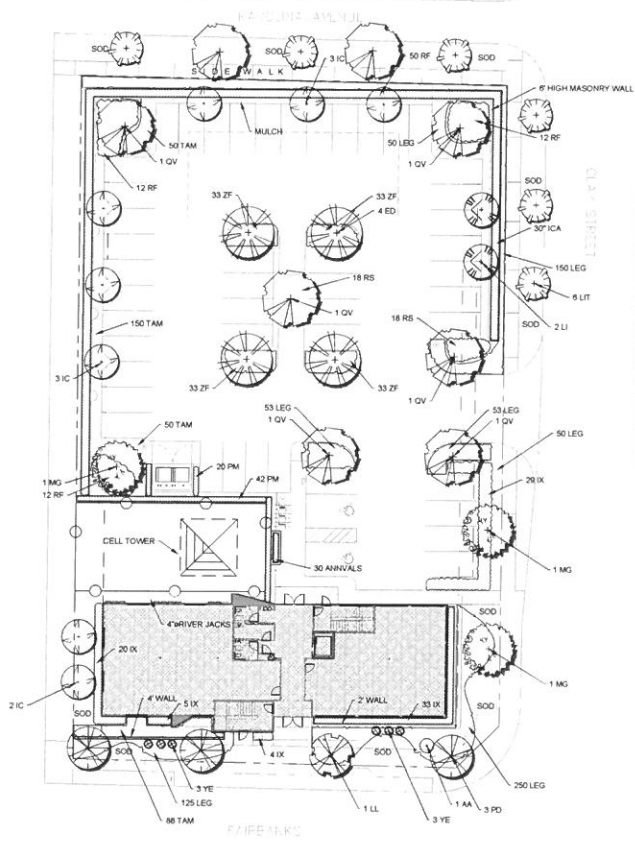 SOD
SOD
50 RF
SOD
3 IC
SIDEWALK
6' HIGH MASONRY WALL
MULCH
50 TAM
50 LEG
12 RF
1 QV
1 QV
12 RF
SOD
CLAY STREET
33 ZF
33 ZF
4 ED
SOD
30" ICA
150 LEG
18 RS
6 LIT
1 QV
2 LI
150 TAM
18 RS
SOD
3 IC
33 ZF
33 ZF
1 QV
53 LEG
53 LEG
1 QV
1 QV
50 TAM
50 LEG
20 PM
1 MG
12 RF
42 PM
29 IX
CELL TOWER
30 ANNVALS
1 MG
4"ø RIVER JACKS
SOD
20 IX
1 MG
2 IC
4' WALL
5 IX
2' WALL
33 IX
SOD
SOD
SOD
SOD
4 IX
3 YE
250 LEG
125 LEG
1 LL
3 YE
1 AA
3 PD
88 TAM
FAIRBANKS